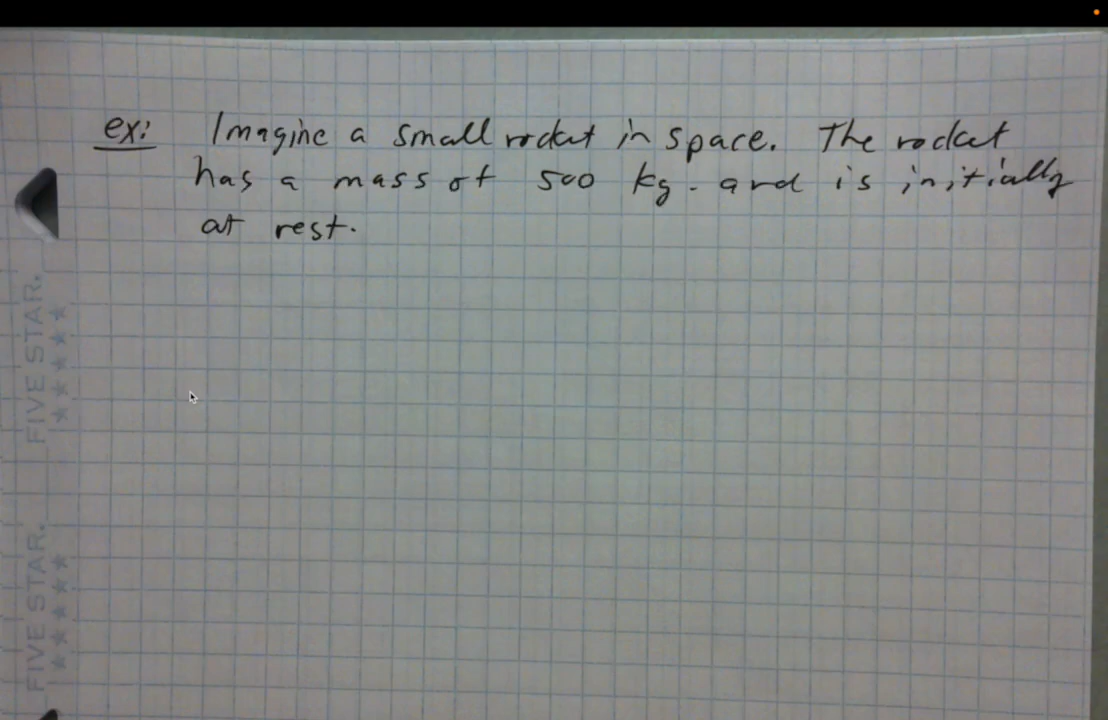 ex: Imagine a small rocket in space. The rocket
has a mass of 500 kg. and is initially
at rest.
FIVE STAR.
FIVE STAR.